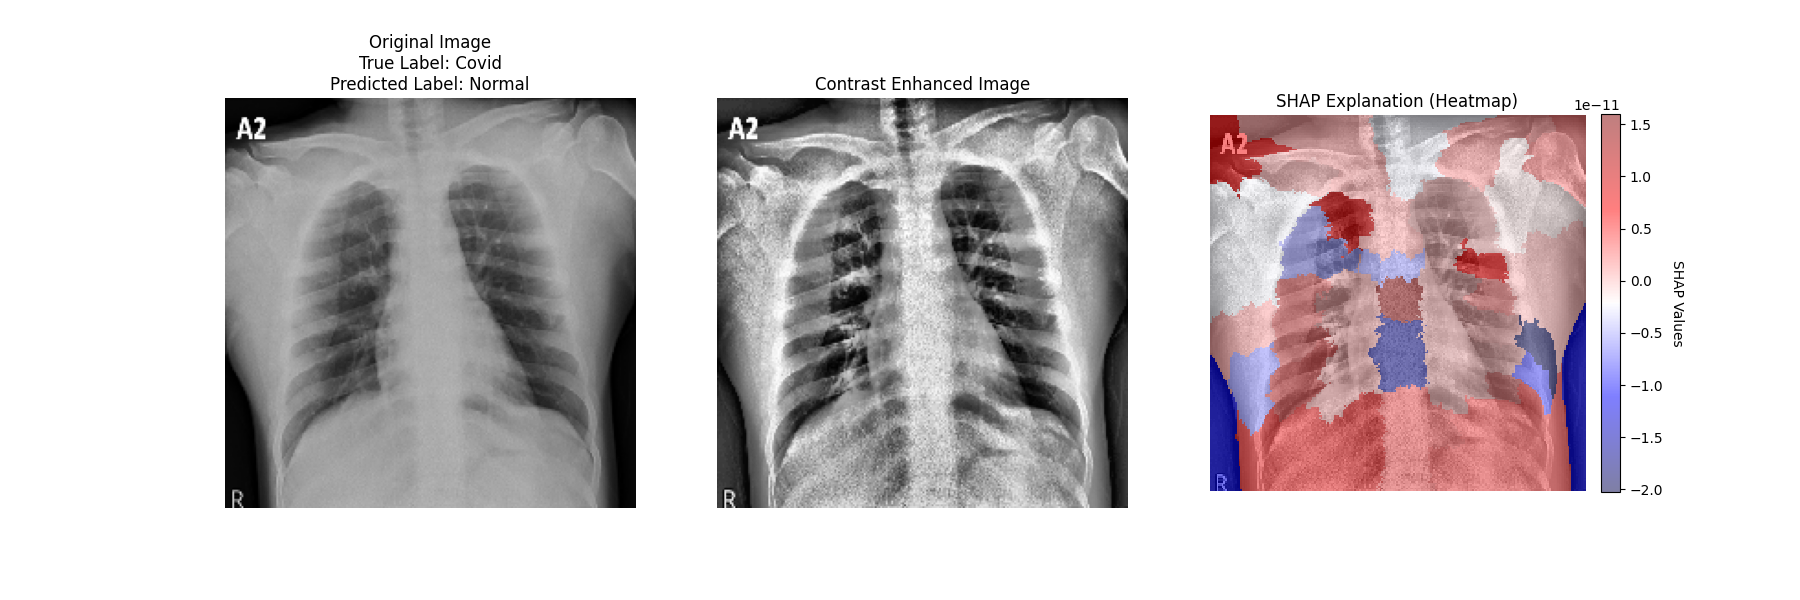 Original Image
True Label: Covid
Predicted Label: Normal
A2
R
Contrast Enhanced Image
A2
R
SHAP Explanation (Heatmap)
A2
R
1e−11
1.5
1.0
0.5
0.0
−0.5
−1.0
−1.5
−2.0
SHAP Values